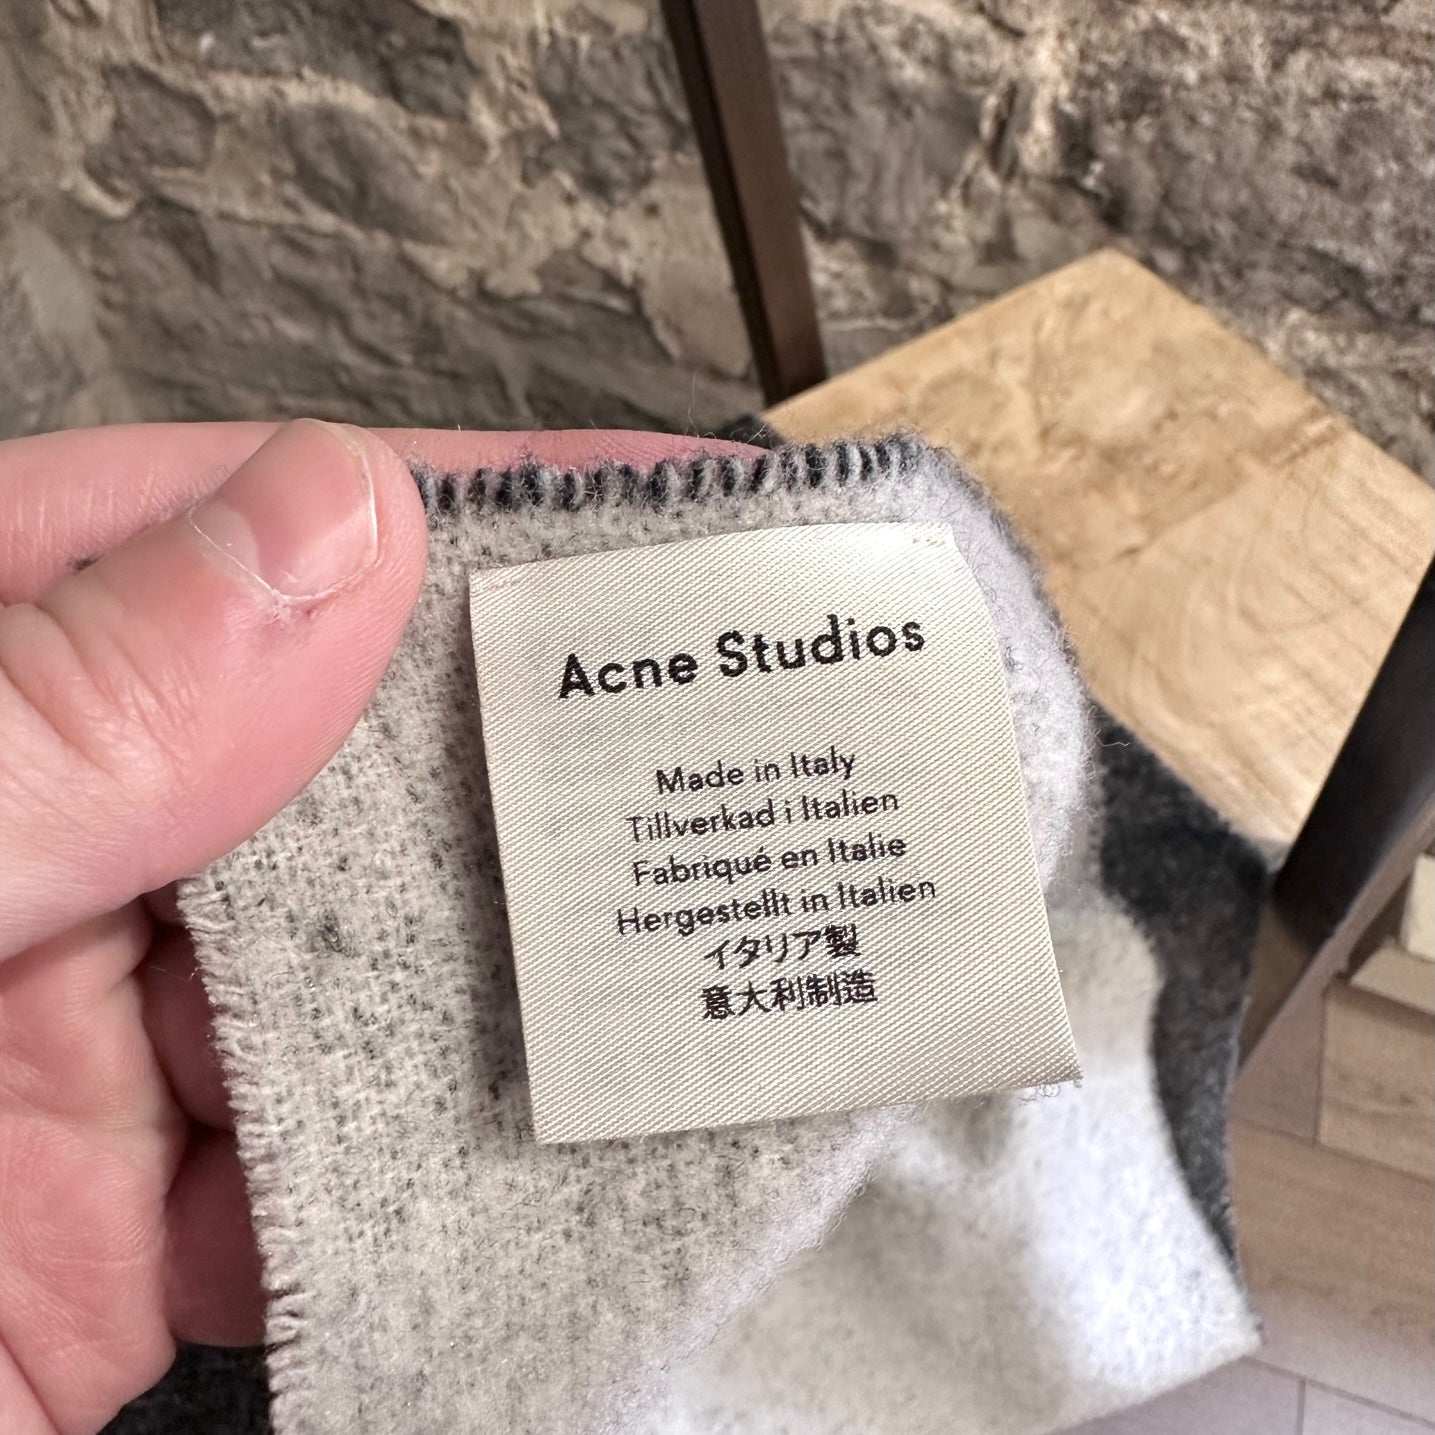 Acne Studios
Made in Italy
Tillverkad i Italien
Fabriqué en Italie
Hergestellt in Italien
イタリア製
意大利制造